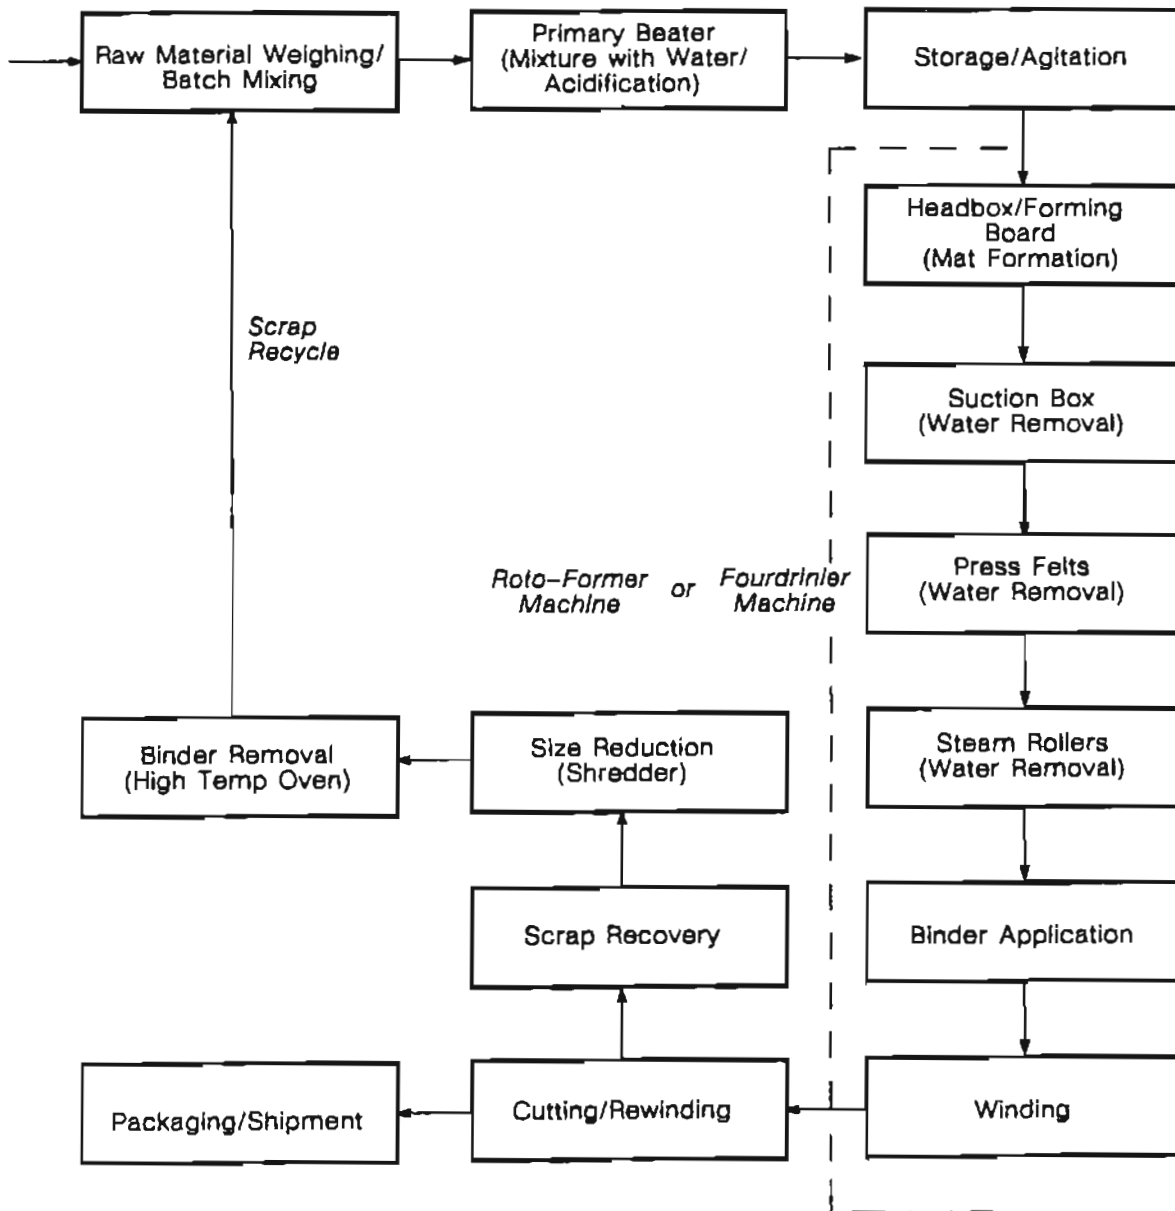 Raw Material Weighing/
Batch Mixing
Primary Beater
(Mixture with Water/
Acidification)
Storage/Agitation
Headbox/Forming
Board
(Mat Formation)
Scrap
Recycle
Suction Box
(Water Removal)
Roto-Former
Machine
or
Fourdrinier
Machine
Press Felts
(Water Removal)
Binder Removal
(High Temp Oven)
Size Reduction
(Shredder)
Steam Rollers
(Water Removal)
Scrap Recovery
Binder Application
Packaging/Shipment
Cutting/Rewinding
Winding